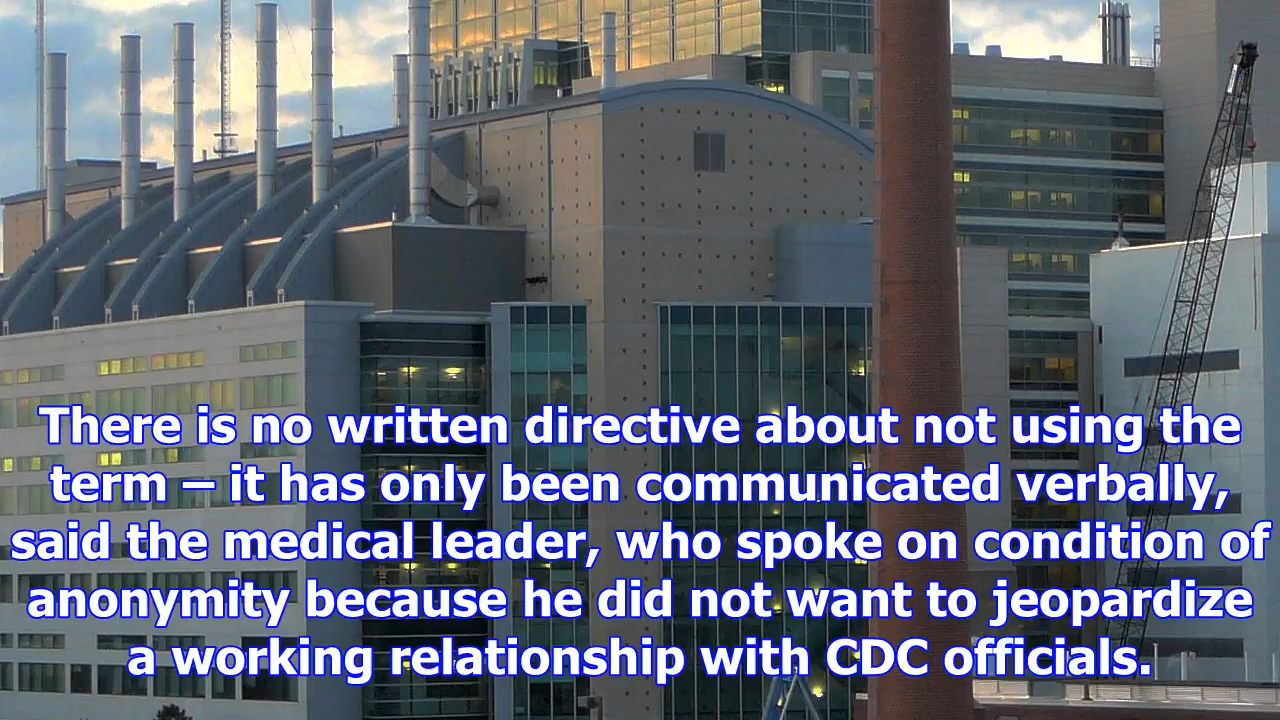 There is no written directive about not using the
term – it has only been communicated verbally,
said the medical leader, who spoke on condition of
anonymity because he did not want to jeopardize
a working relationship with CDC officials.